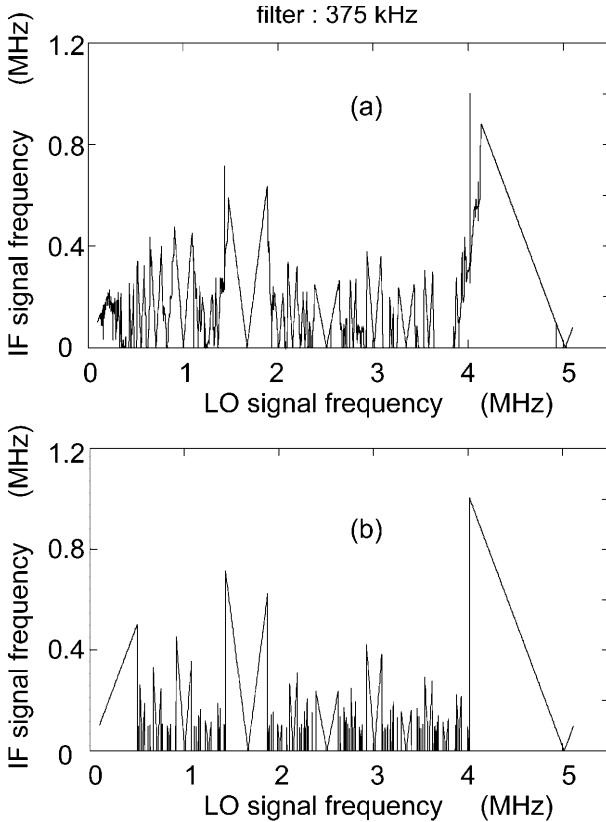 filter : 375 kHz
(MHz)
IF signal frequency
1.2
0.8
0.4
0
(a)
0 1 2 3 4 5
LO signal frequency (MHz)
(MHz)
IF signal frequency
1.2
0.8
0.4
0
(b)
0 1 2 3 4 5
LO signal frequency (MHz)